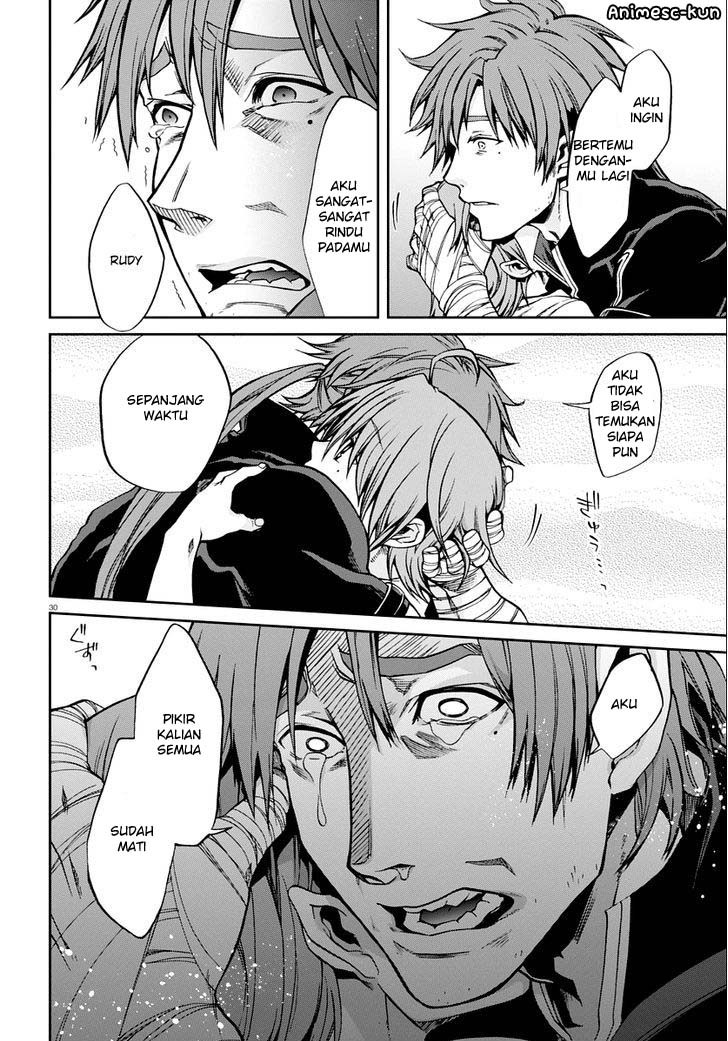 Animesc-kun
AKU
INGIN
BERTEMU
DENGAN-
MU LAGI
AKU
SANGAT-
SANGAT
RINDU
PADAMU
RUDY
AKU
TIDAK
BISA
TEMUKAN
SIAPA
PUN
SEPANJANG
WAKTU
30
AKU
PIKIR
KALIAN
SEMUA
SUDAH
MATI